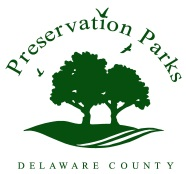 Preservation Parks
DELAWARE COUNTY